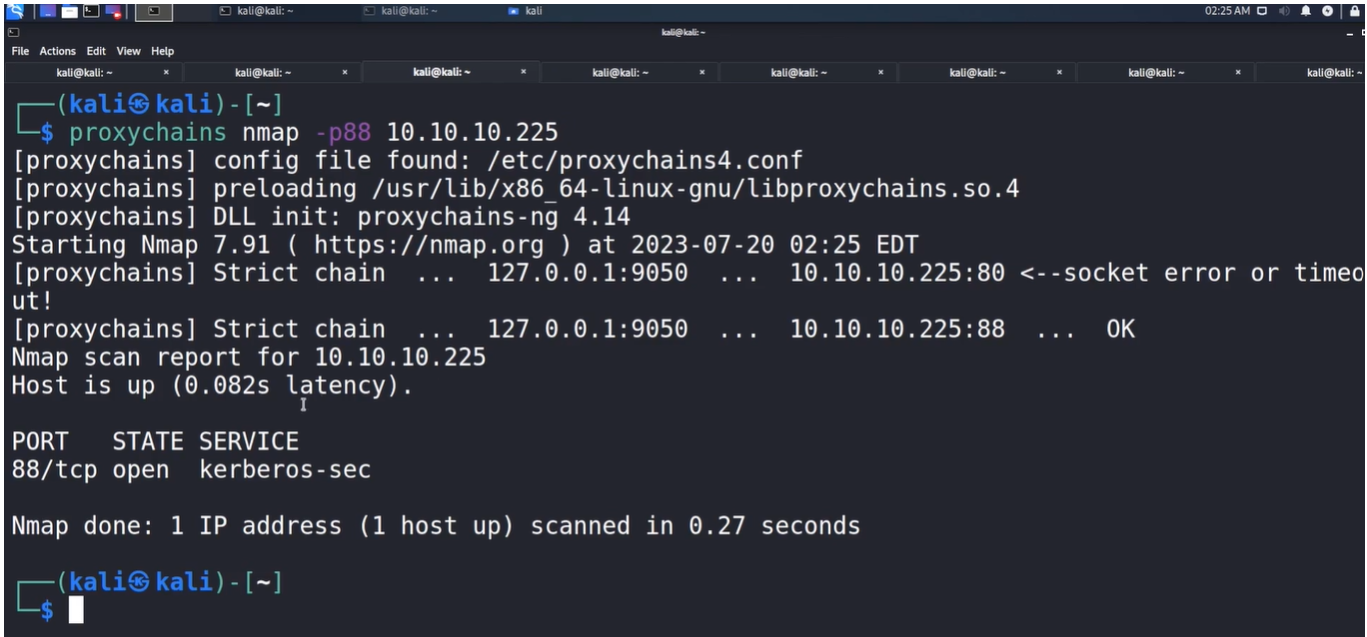 kali@kali: ~
kali@kali: ~
kali
02:25 AM
kali@kali: ~
File Actions Edit View Help
kali@kali: ~ × kali@kali: ~ × kali@kali: ~ × kali@kali: ~ × kali@kali: ~ × kali@kali: ~ × kali@kali: ~ × kali@kali: ~
┌──(kali㉿kali)-[~]
└─$ proxychains nmap -p88 10.10.10.225
[proxychains] config file found: /etc/proxychains4.conf
[proxychains] preloading /usr/lib/x86_64-linux-gnu/libproxychains.so.4
[proxychains] DLL init: proxychains-ng 4.14
Starting Nmap 7.91 ( https://nmap.org ) at 2023-07-20 02:25 EDT
[proxychains] Strict chain  ...  127.0.0.1:9050  ...  10.10.10.225:80 <--socket error or timeo
ut!
[proxychains] Strict chain  ...  127.0.0.1:9050  ...  10.10.10.225:88  ...  OK
Nmap scan report for 10.10.10.225
Host is up (0.082s latency).
PORT   STATE SERVICE
88/tcp open  kerberos-sec
Nmap done: 1 IP address (1 host up) scanned in 0.27 seconds
┌──(kali㉿kali)-[~]
└─$